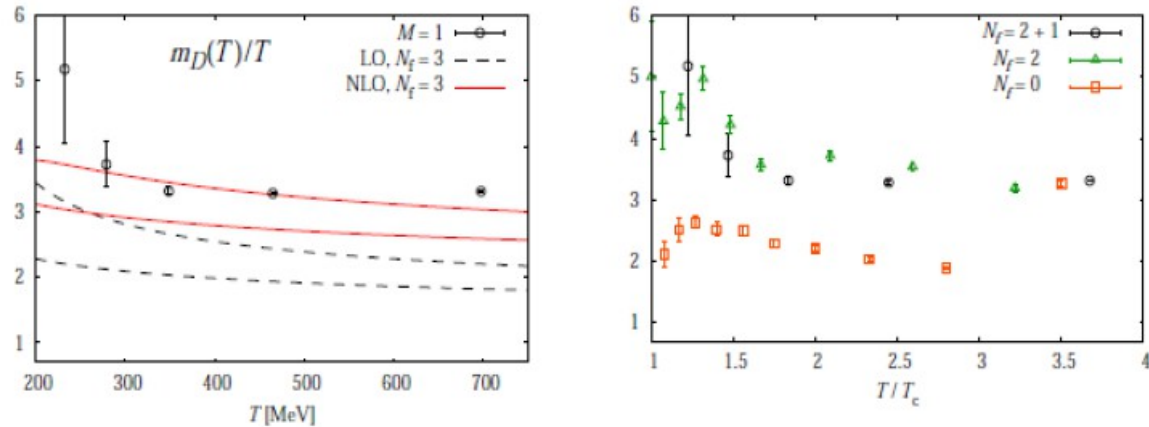 m_D(T)/T
M = 1
LO, N_f = 3
NLO, N_f = 3
6
5
4
3
2
1
200 300 400 500 600 700
T [MeV]
N_f = 2 + 1
N_f = 2
N_f = 0
6
5
4
3
2
1
1 1.5 2 2.5 3 3.5 4
T / T_c